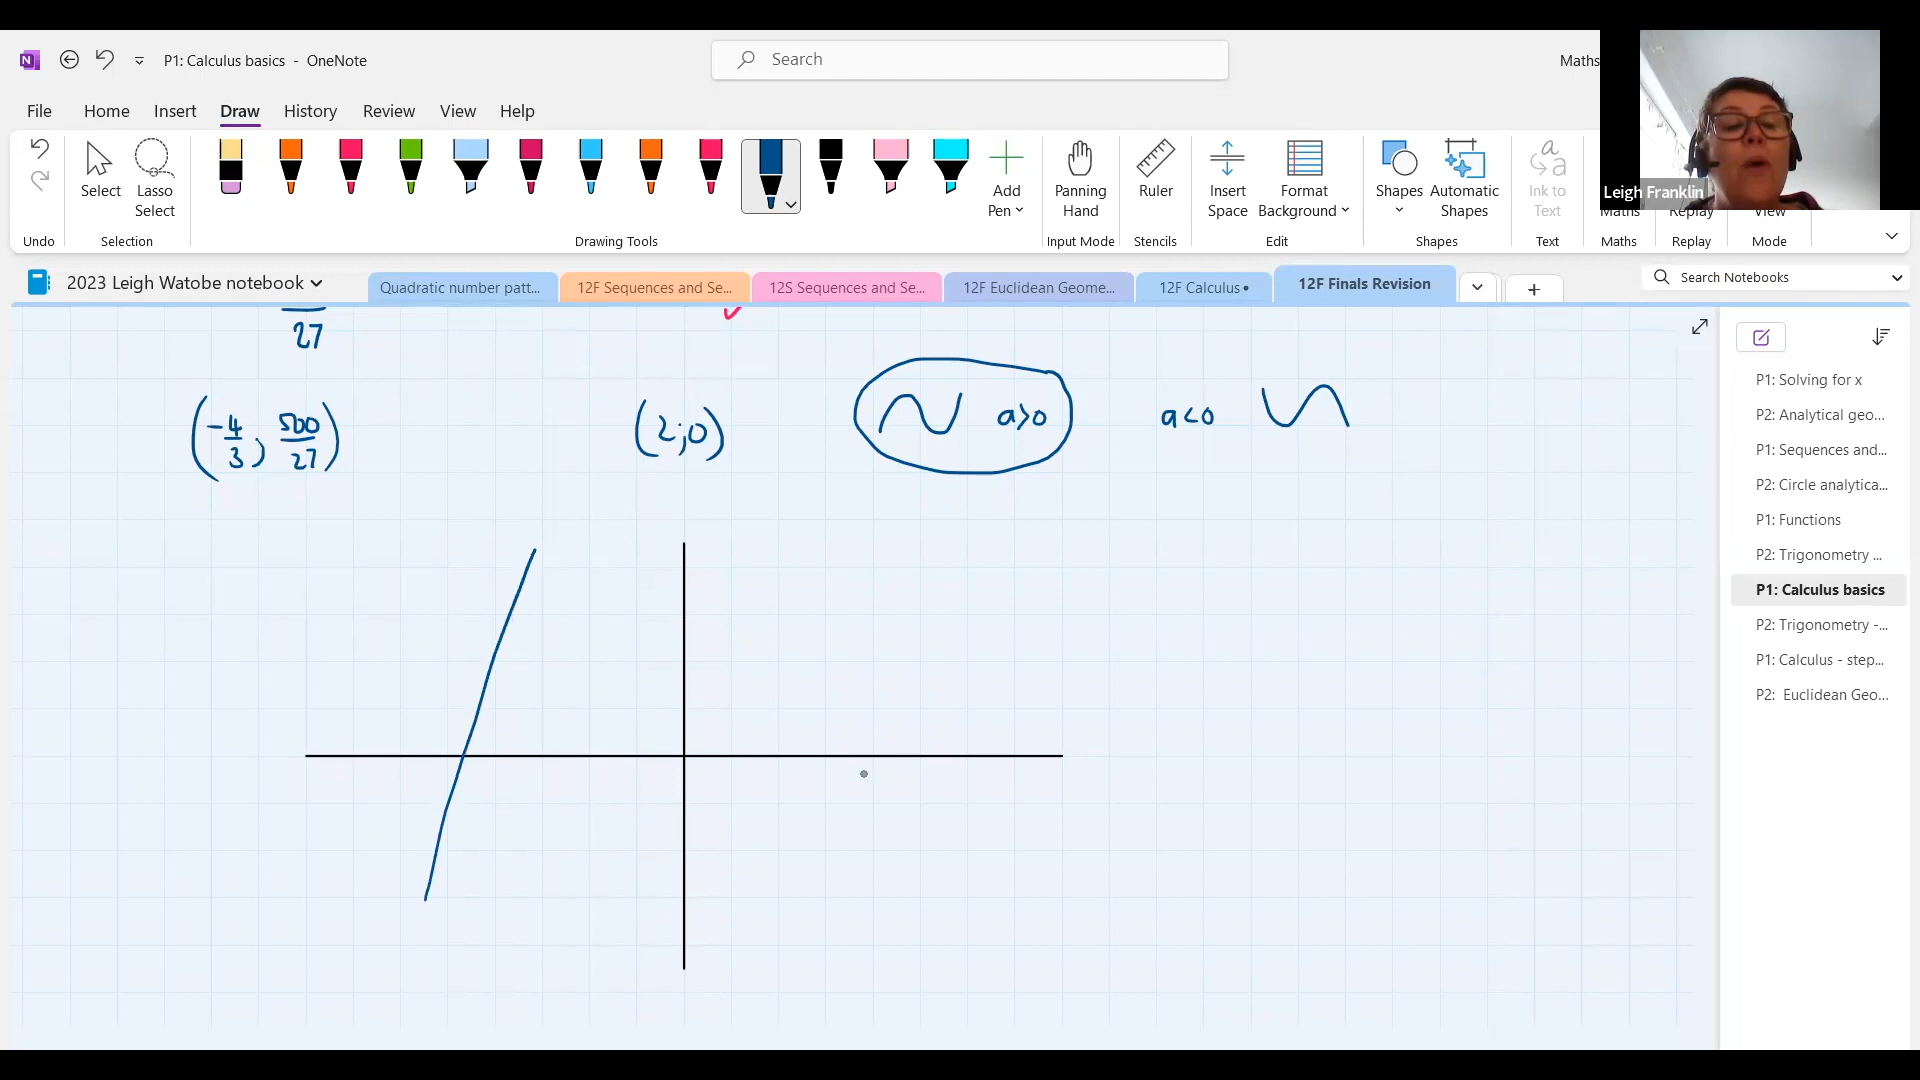 P1: Calculus basics - OneNote
Search
Maths
File Home Insert Draw History Review View Help
Select
Lasso Select
Add Pen
Panning Hand
Ruler
Insert Space
Format Background
Shapes
Automatic Shapes
Ink to Text
Maths
Replay
View
Leigh Franklin
Undo
Selection
Drawing Tools
Input Mode
Stencils
Edit
Shapes
Text
Maths
Replay
Mode
2023 Leigh Watobe notebook
Quadratic number patt...
12F Sequences and Se...
12S Sequences and Se...
12F Euclidean Geome...
12F Calculus
12F Finals Revision
Search Notebooks
27
(-4/3, 500/27)
(2;0)
a>0
a<0
P1: Solving for x
P2: Analytical geo...
P1: Sequences and...
P2: Circle analytica...
P1: Functions
P2: Trigonometry ...
P1: Calculus basics
P2: Trigonometry -...
P1: Calculus - step...
P2: Euclidean Geo...